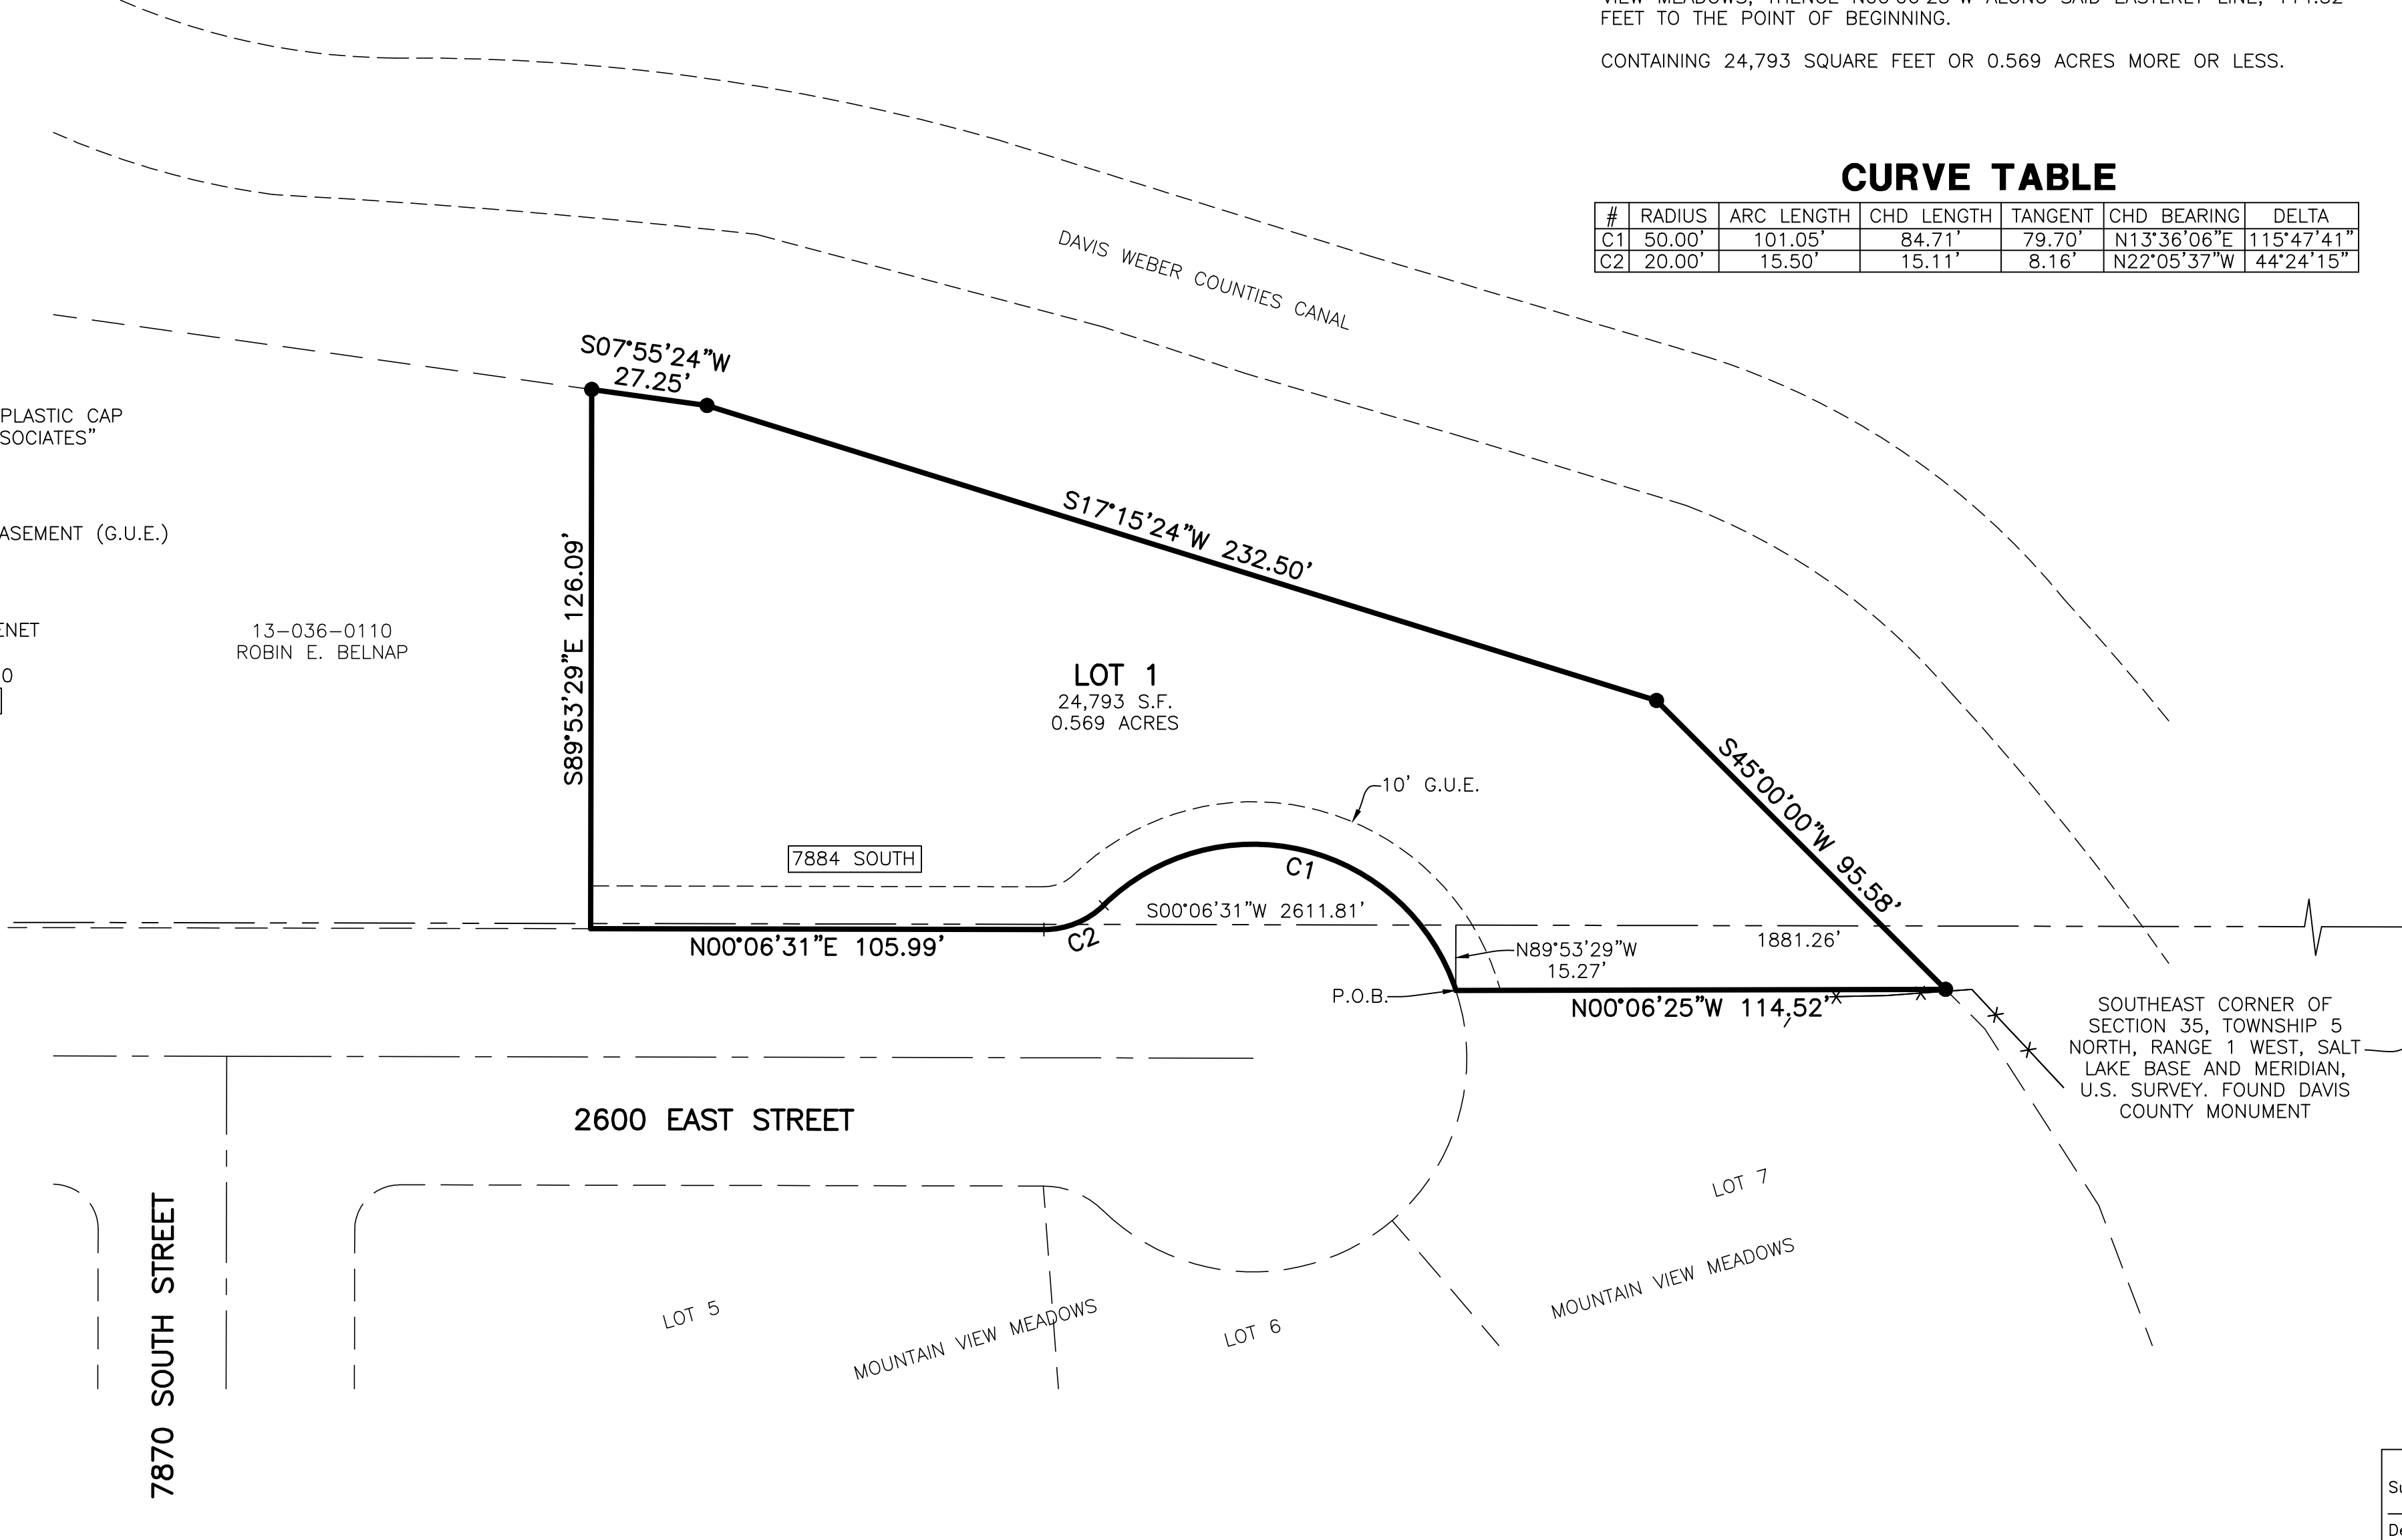 FEET TO THE POINT OF BEGINNING.
CONTAINING 24,793 SQUARE FEET OR 0.569 ACRES MORE OR LESS.
CURVE TABLE
# RADIUS ARC LENGTH CHD LENGTH TANGENT CHD BEARING DELTA
C1 50.00' 101.05' 84.71' 79.70' N13°36'06"E 115°47'41"
C2 20.00' 15.50' 15.11' 8.16' N22°05'37"W 44°24'15"
DAVIS WEBER COUNTIES CANAL
S07°55'24"W
27.25'
PLASTIC CAP
SOCIATES"
S17°15'24"W 232.50'
ASEMENT (G.U.E.)
S89°53'29"E 126.09'
ENET
13-036-0110
ROBIN E. BELNAP
0
LOT 1
24,793 S.F.
0.569 ACRES
S45°00'00"W 95.58'
10' G.U.E.
7884 SOUTH
C1
S00°06'31"W 2611.81'
C2
N00°06'31"E 105.99'
N89°53'29"W
15.27'
1881.26'
P.O.B.
N00°06'25"W 114.52'
SOUTHEAST CORNER OF
SECTION 35, TOWNSHIP 5
NORTH, RANGE 1 WEST, SALT
LAKE BASE AND MERIDIAN,
U.S. SURVEY. FOUND DAVIS
COUNTY MONUMENT
2600 EAST STREET
7870 SOUTH STREET
LOT 7
MOUNTAIN VIEW MEADOWS
LOT 5
MOUNTAIN VIEW MEADOWS
LOT 6